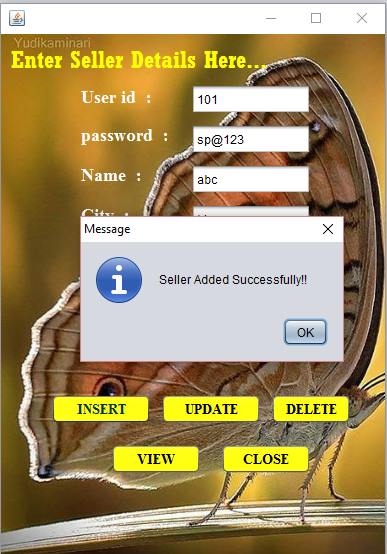 Yudikaminari
Enter Seller Details Here...
User id : 101
password : sp@123
Name : abc
City :
Message
Seller Added Successfully!!
OK
INSERT UPDATE DELETE
VIEW CLOSE